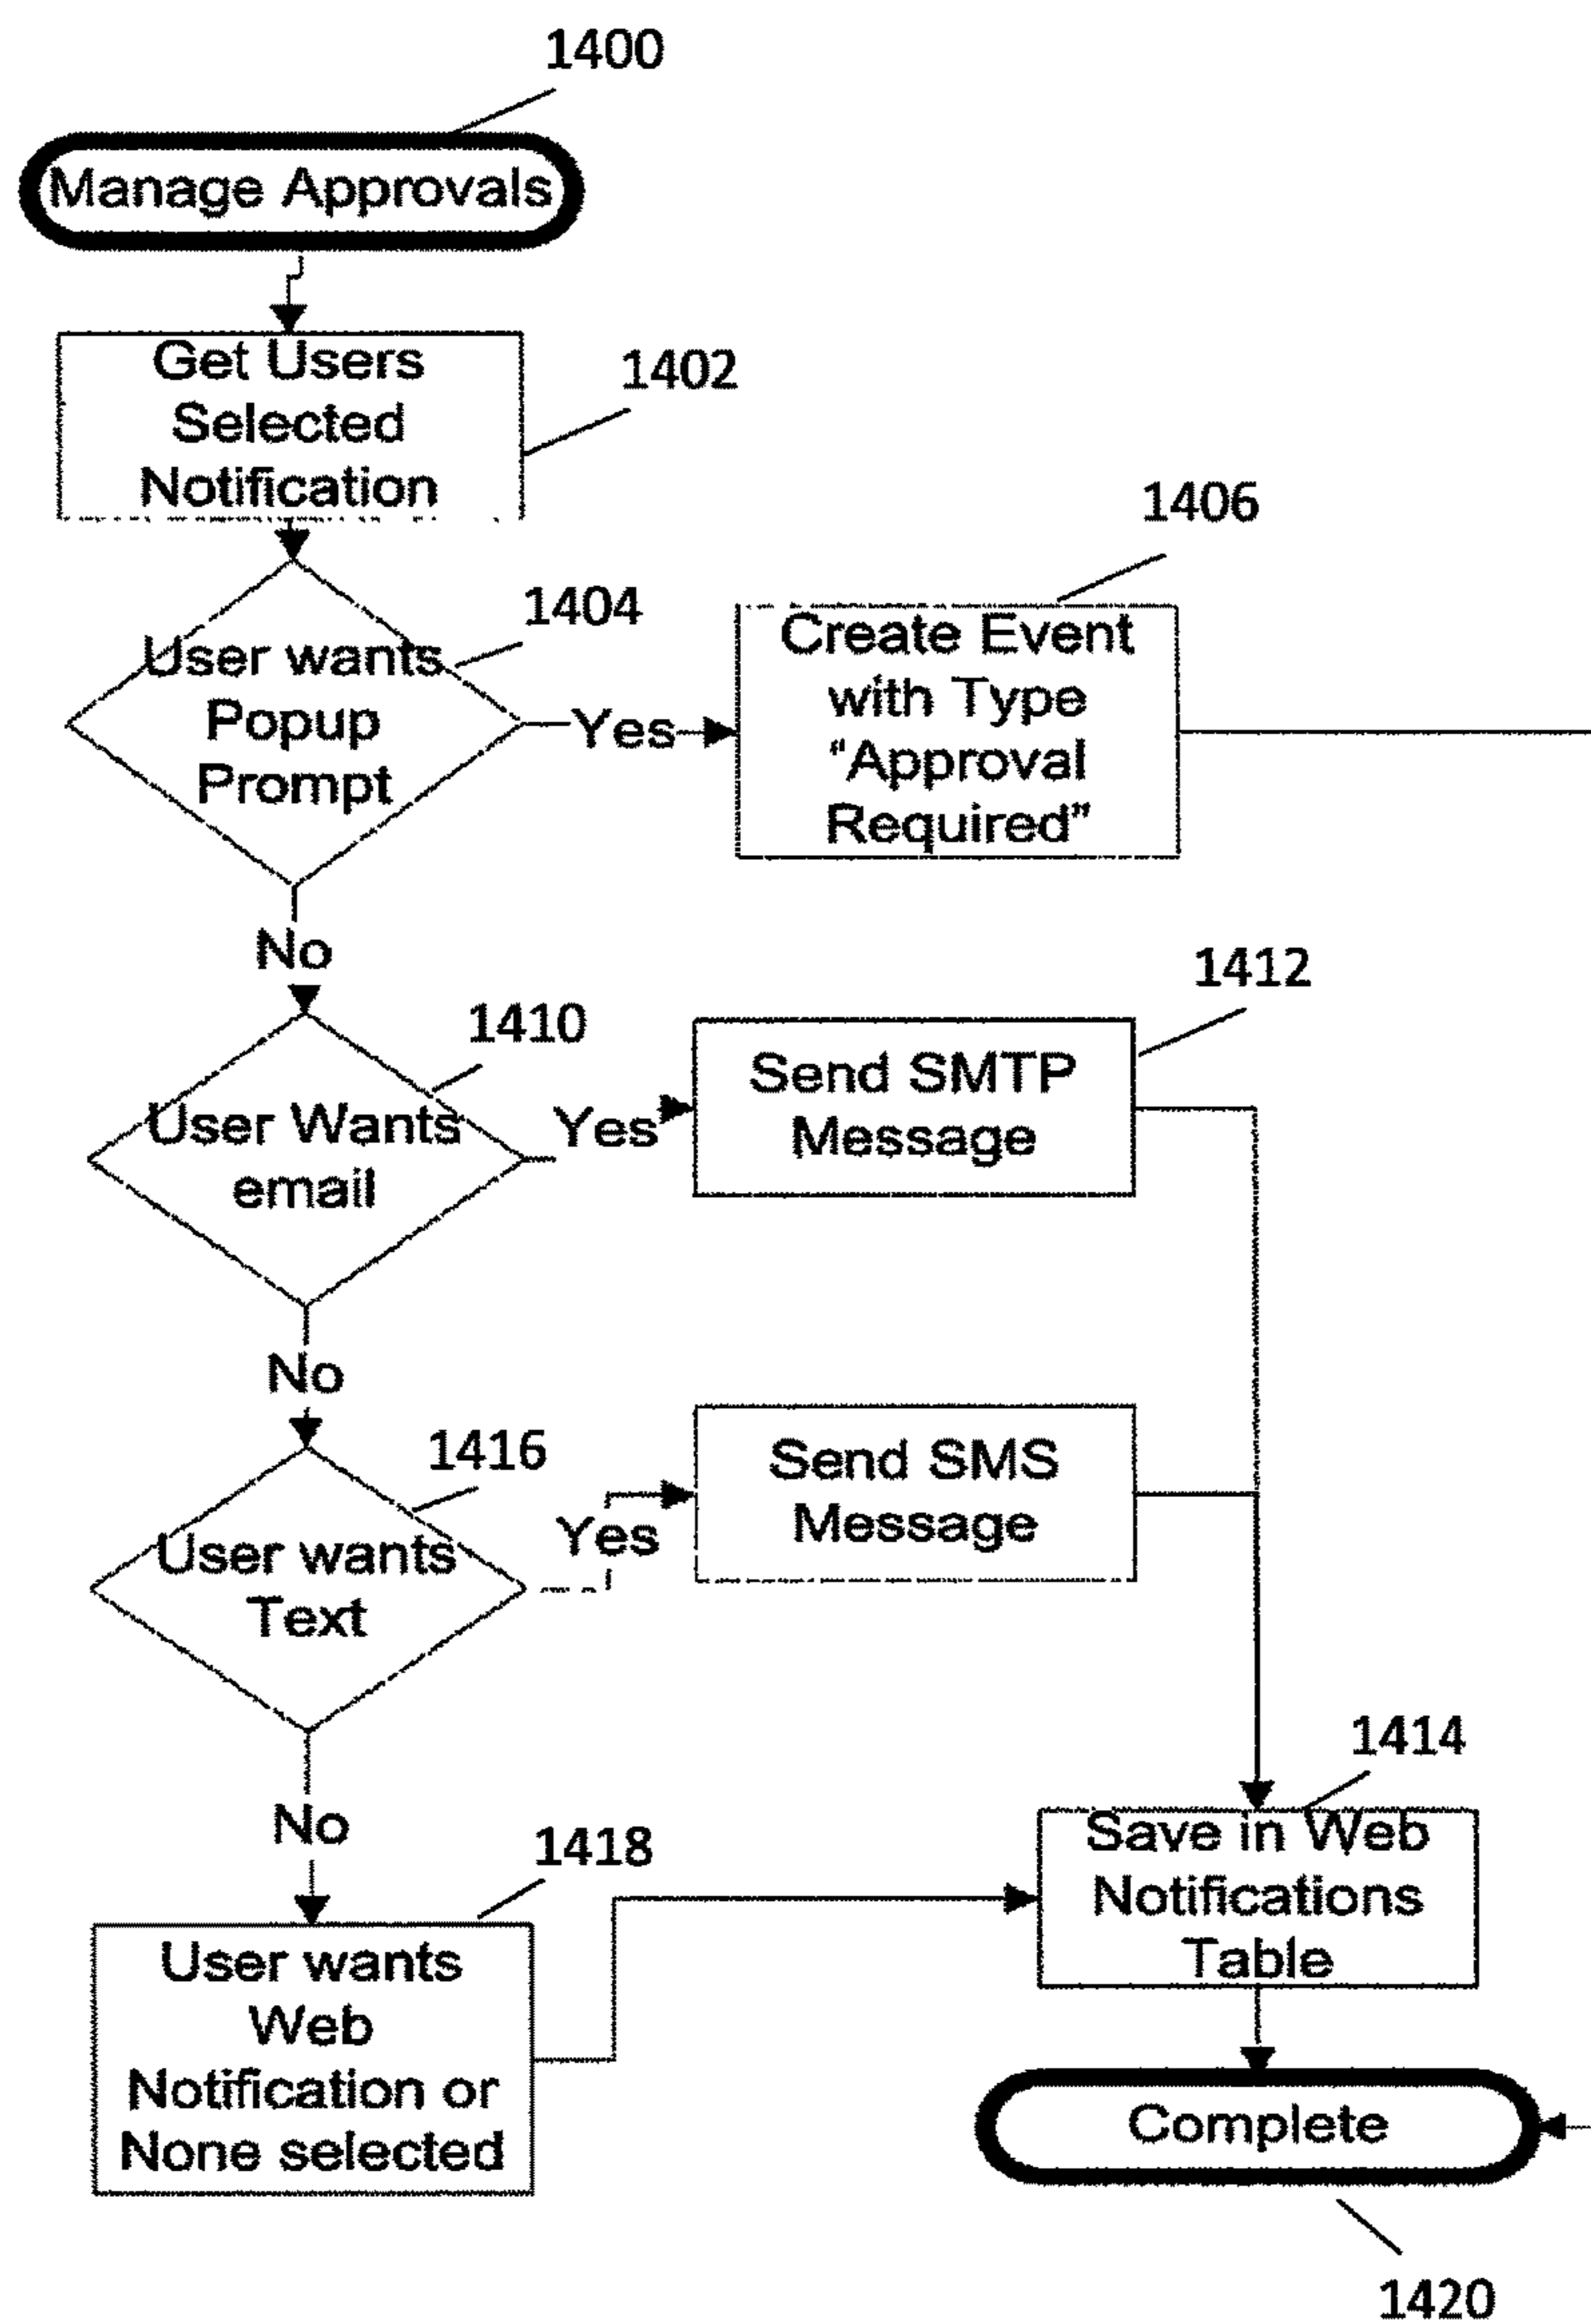 1400
Manage Approvals
Get Users
Selected
Notification
1402
User wants
Popup
Prompt
1404
Yes
1406
Create Event
with Type
“Approval
Required”
No
1410
User Wants
email
Yes
1412
Send SMTP
Message
No
1416
User wants
Text
Yes
Send SMS
Message
No
1418
User wants
Web
Notification or
None selected
1414
Save in Web
Notifications
Table
Complete
1420